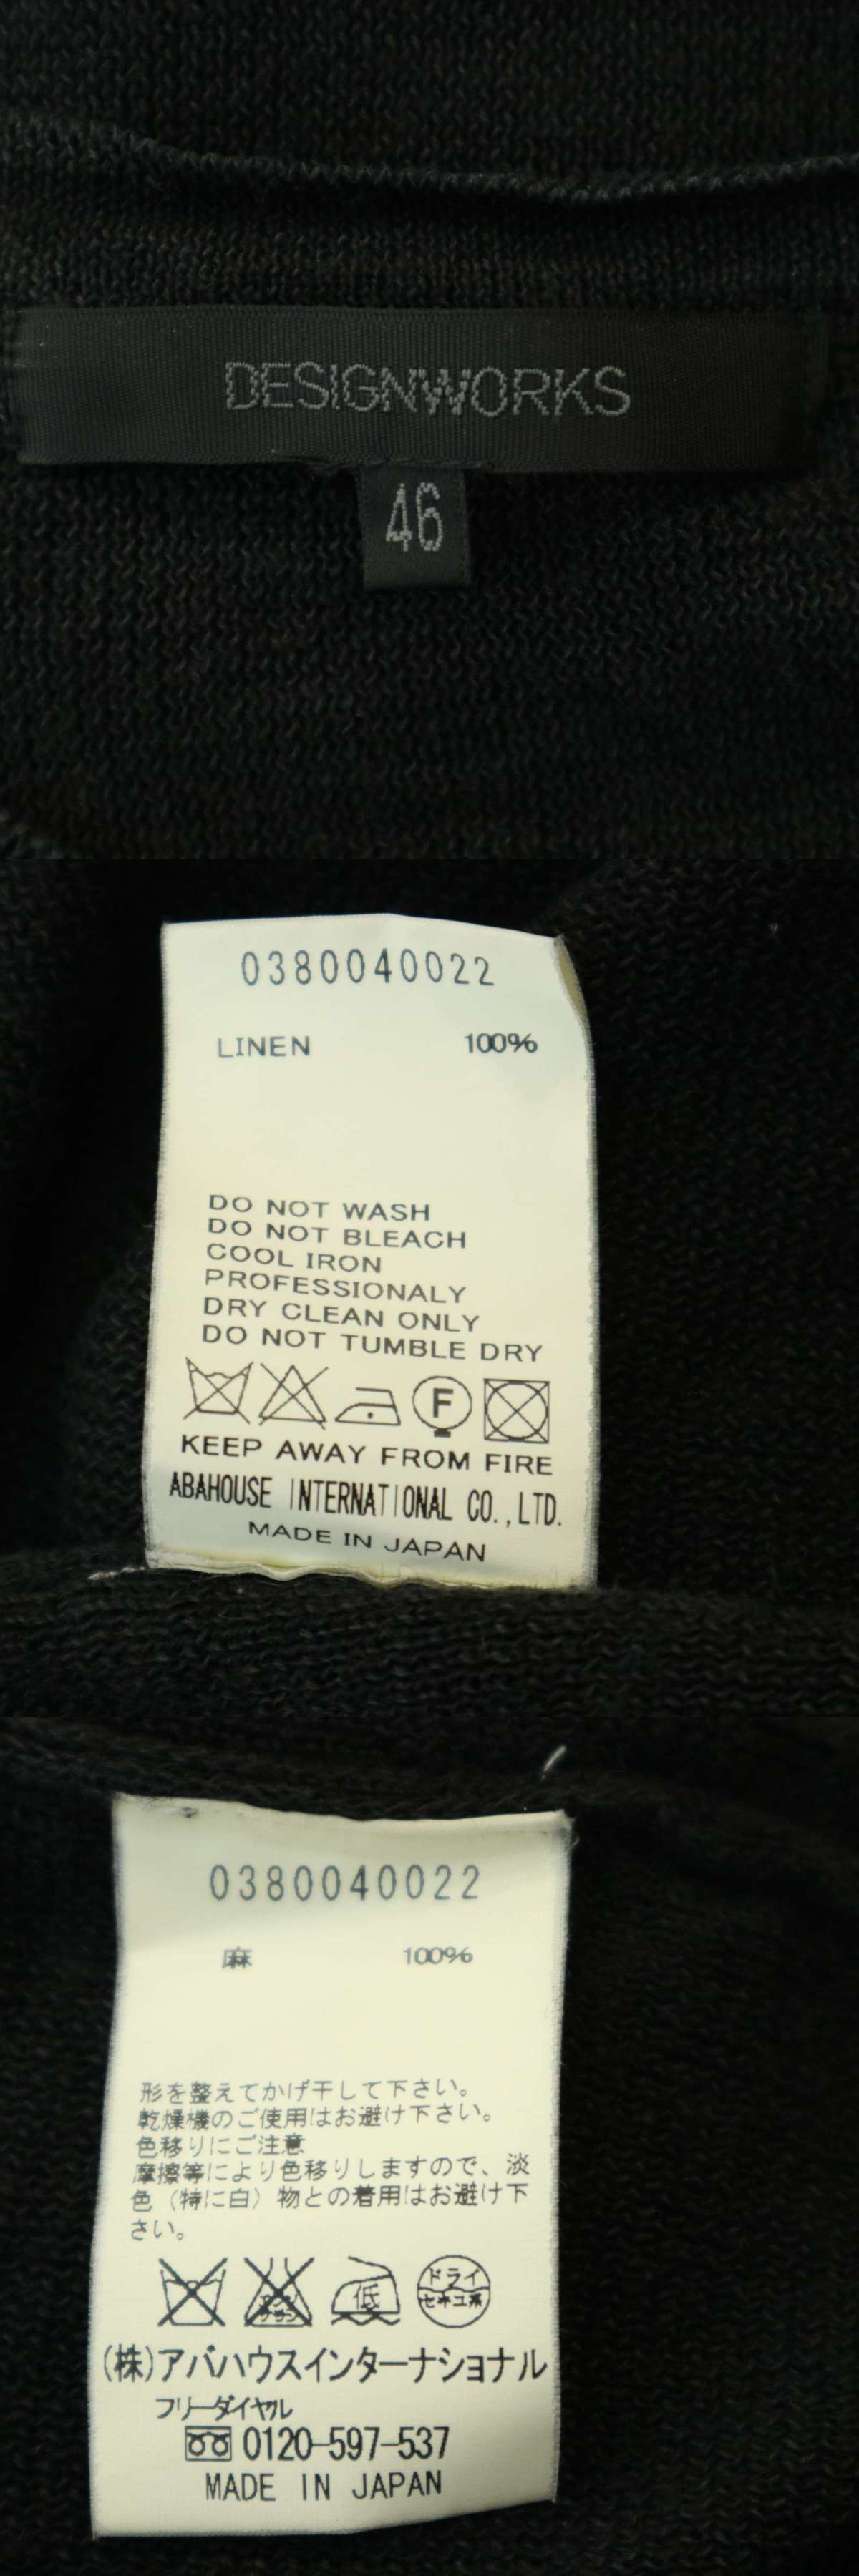 DESIGNWORKS
46
0380040022
LINEN 100%
DO NOT WASH
DO NOT BLEACH
COOL IRON
PROFESSIONALY
DRY CLEAN ONLY
DO NOT TUMBLE DRY
F
KEEP AWAY FROM FIRE
ABAHOUSE INTERNATIONAL CO.,LTD.
MADE IN JAPAN
0380040022
麻 100%
形を整えてかげ干して下さい。
乾燥機のご使用はお避け下さい。
色移りにご注意
摩擦等により色移りしますので、淡
色（特に白）物との着用はお避け下
さい。
低 ドライ
セキユ系
(株)アバハウスインターナショナル
フリーダイヤル
0120-597-537
MADE IN JAPAN